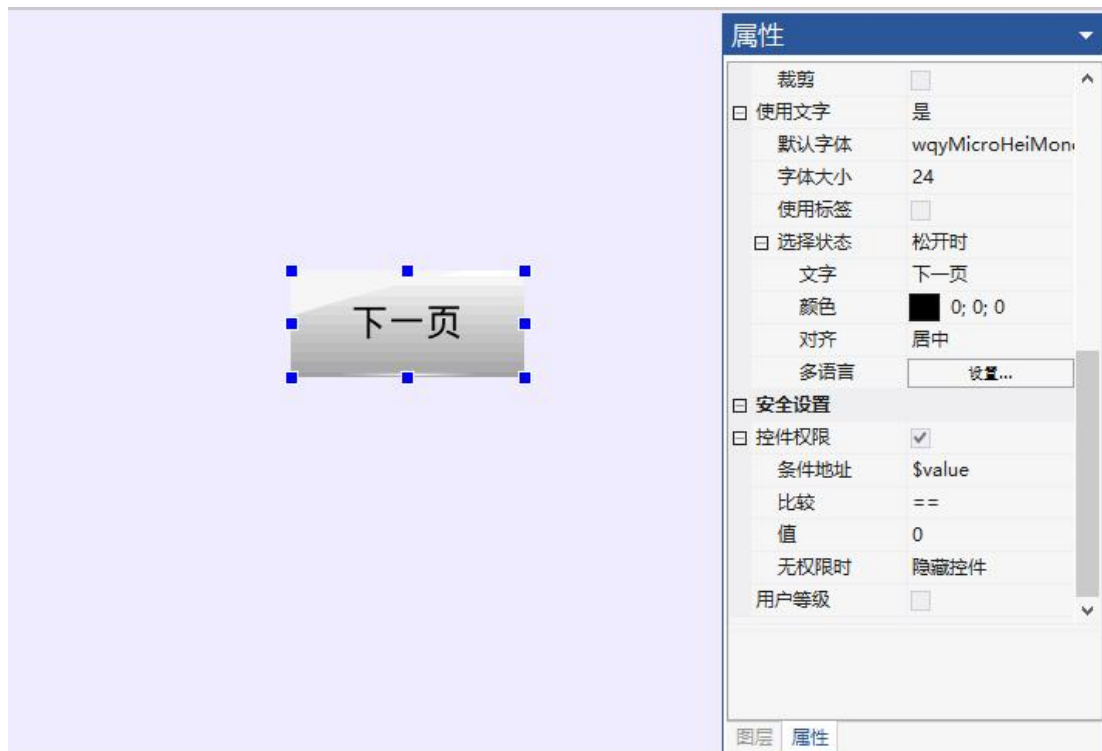 属性
裁剪
使用文字 是
默认字体 wqyMicroHeiMon
字体大小 24
使用标签
选择状态 松开时
文字 下一页
颜色 0; 0; 0
对齐 居中
多语言 设置...
安全设置
控件权限
条件地址 $value
比较 ==
值 0
无权限时 隐藏控件
用户等级
图层 属性
下一页